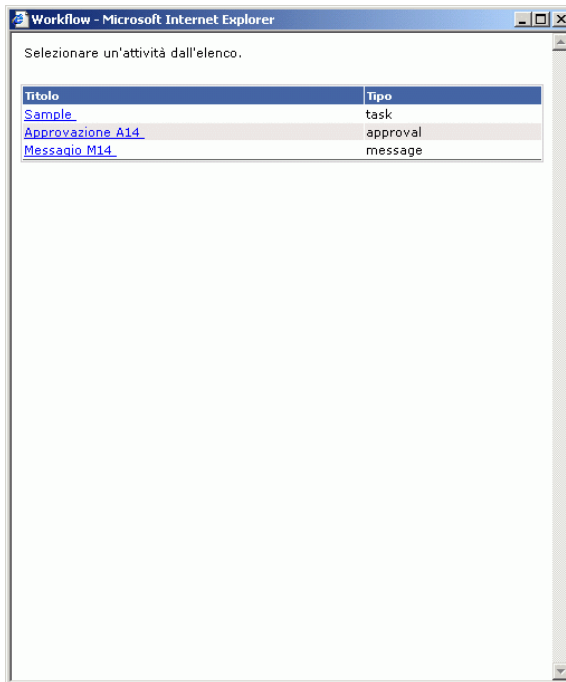 Workflow - Microsoft Internet Explorer
Selezionare un'attività dall'elenco.
Titolo Tipo
Sample task
Approvazione A14 approval
Messagio M14 message